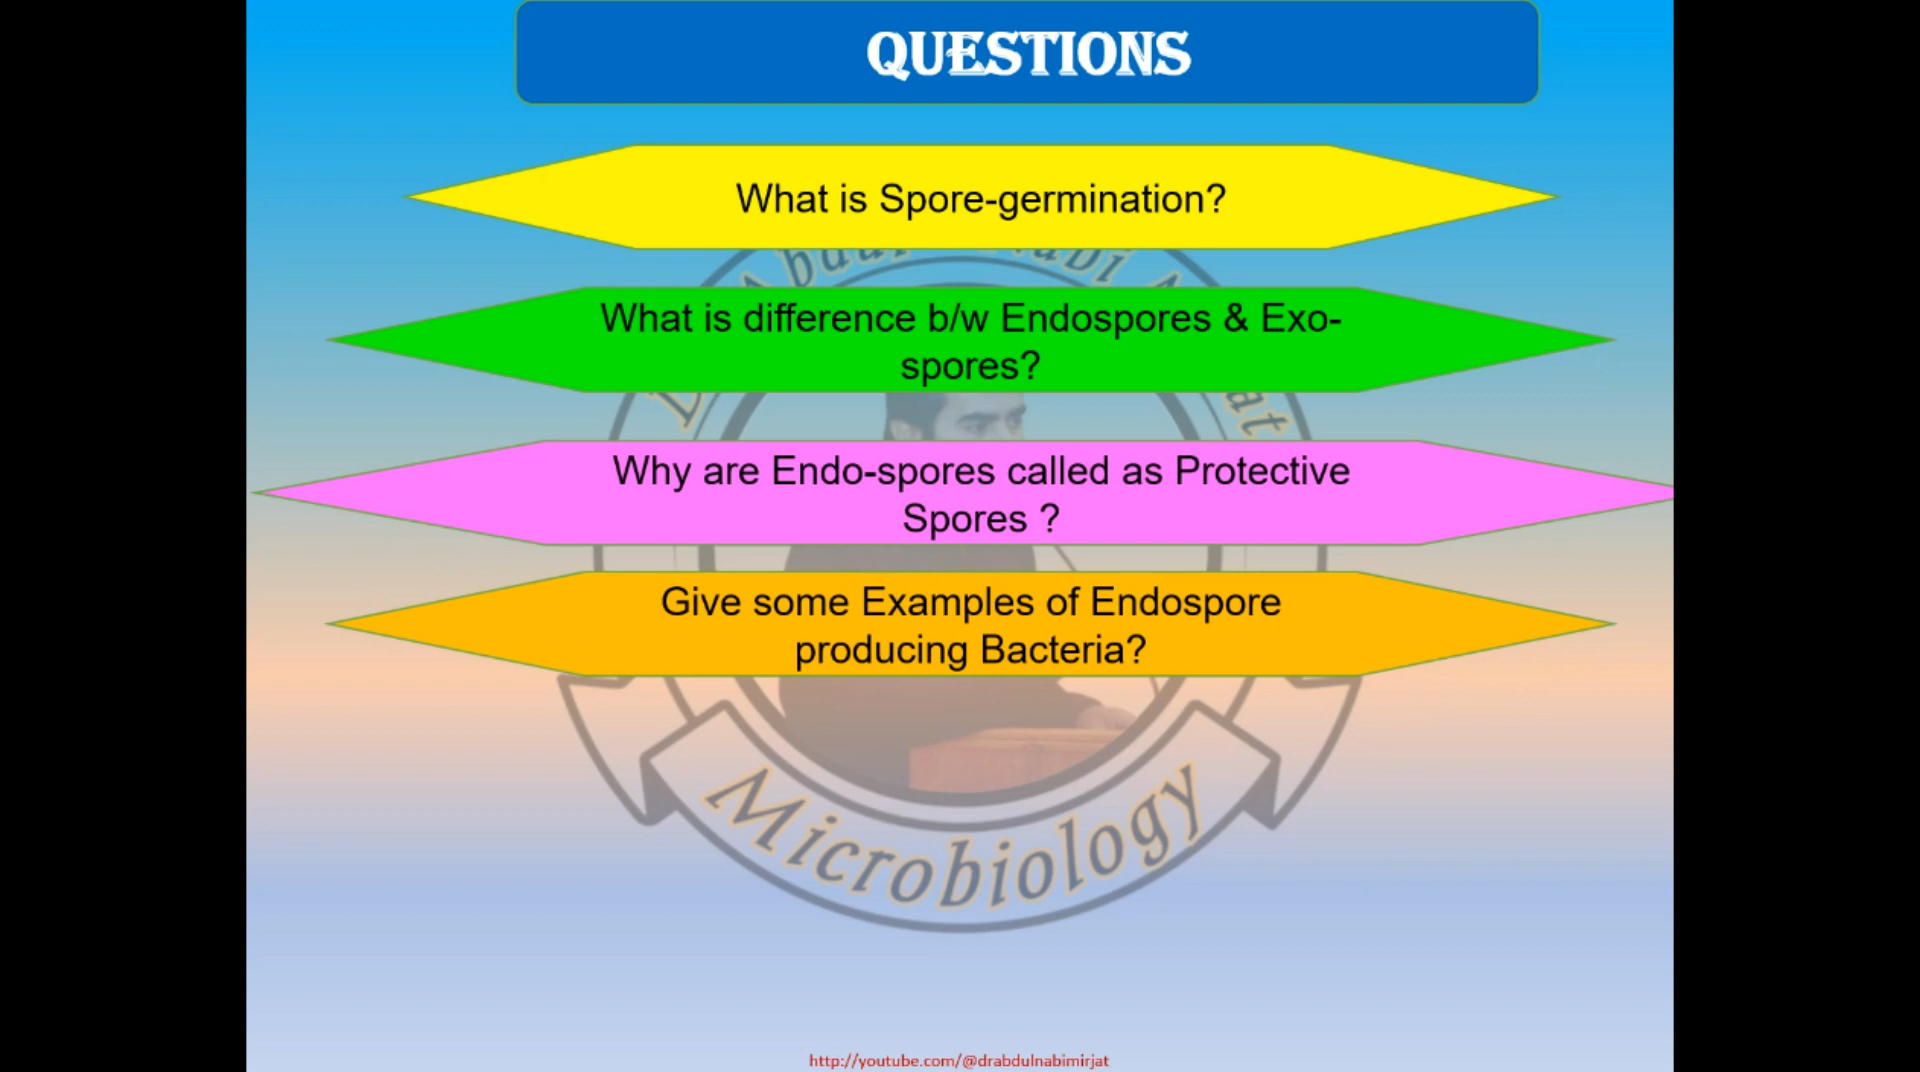 QUESTIONS
What is Spore-germination?
What is difference b/w Endospores & Exo-
spores?
Why are Endo-spores called as Protective
Spores ?
Give some Examples of Endospore
producing Bacteria?
Microbiology
http://youtube.com/@drabdulnabimirjat